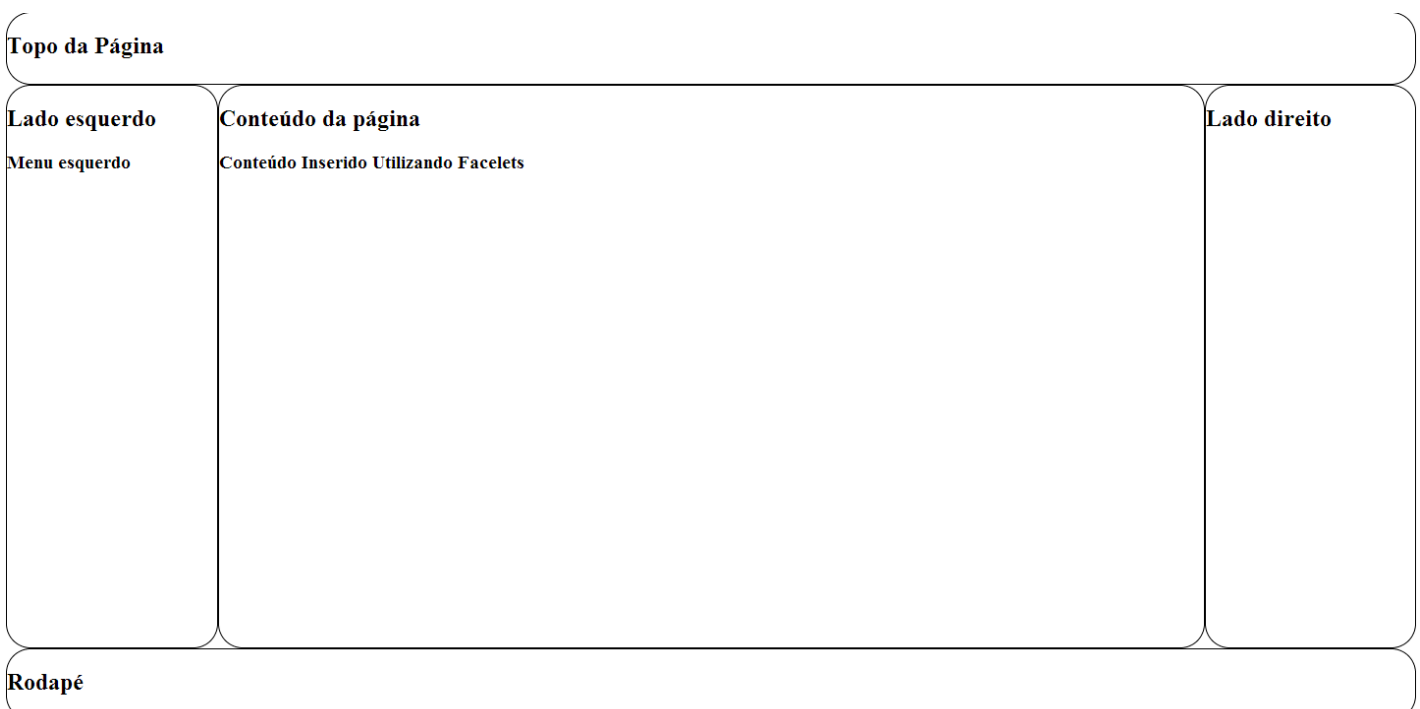 Topo da Página
Lado esquerdo
Menu esquerdo
Conteúdo da página
Conteúdo Inserido Utilizando Facelets
Lado direito
Rodapé